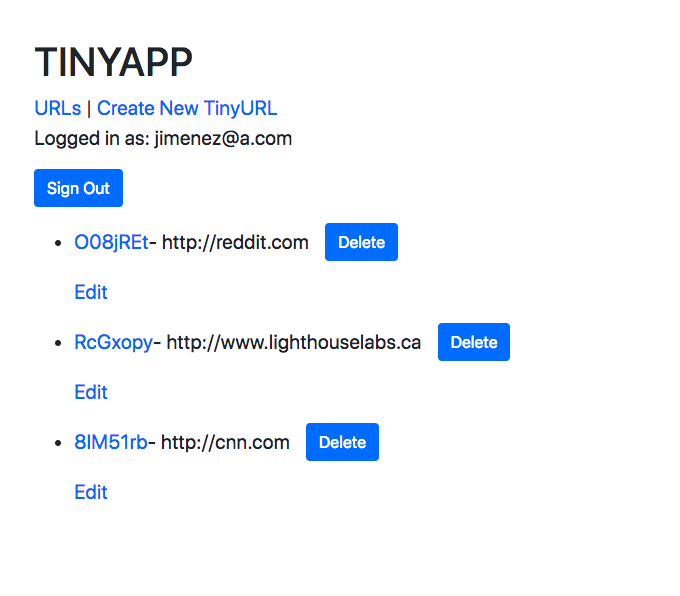 TINYAPP
URLs | Create New TinyURL
Logged in as: jimenez@a.com
Sign Out
O08jREt- http://reddit.com Delete
Edit
RcGxopy- http://www.lighthouselabs.ca Delete
Edit
8lM51rb- http://cnn.com Delete
Edit